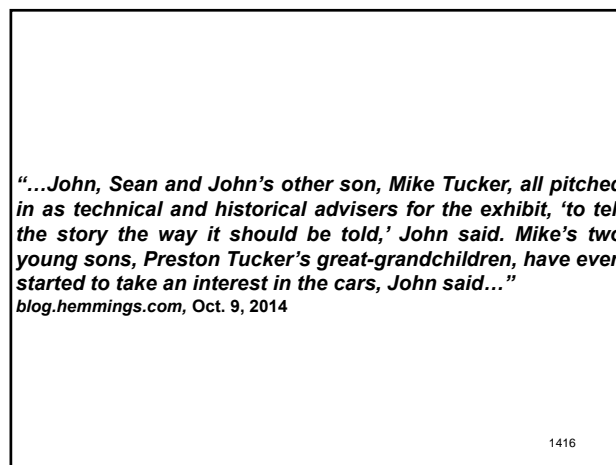 “…John, Sean and John’s other son, Mike Tucker, all pitched
in as technical and historical advisers for the exhibit, ‘to tel
the story the way it should be told,’ John said. Mike’s two
young sons, Preston Tucker’s great-grandchildren, have even
started to take an interest in the cars, John said…”
blog.hemmings.com, Oct. 9, 2014
1416